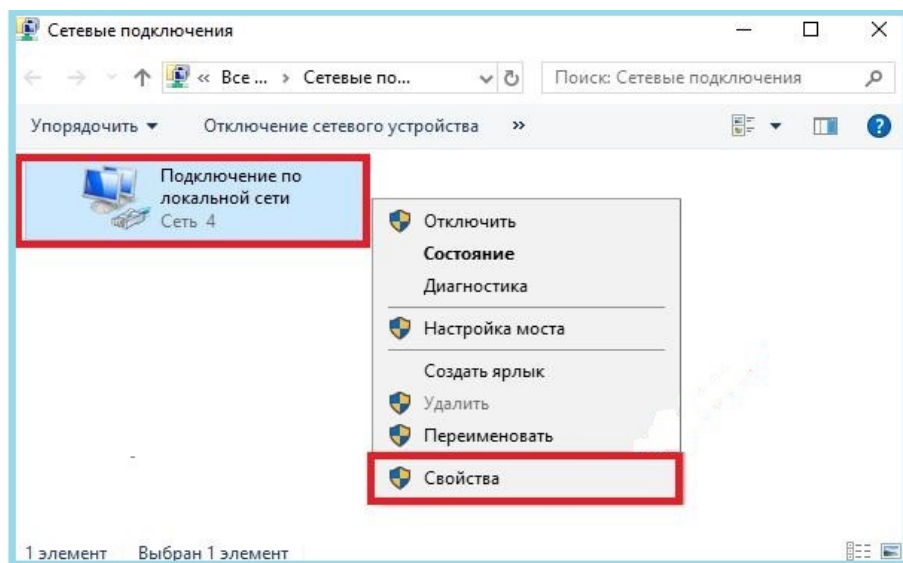 Сетевые подключения
« Все ... › Сетевые по...
Поиск: Сетевые подключения
Упорядочить
Отключение сетевого устройства »
Подключение по
локальной сети
Сеть 4
Отключить
Состояние
Диагностика
Настройка моста
Создать ярлык
Удалить
Переименовать
Свойства
1 элемент
Выбран 1 элемент